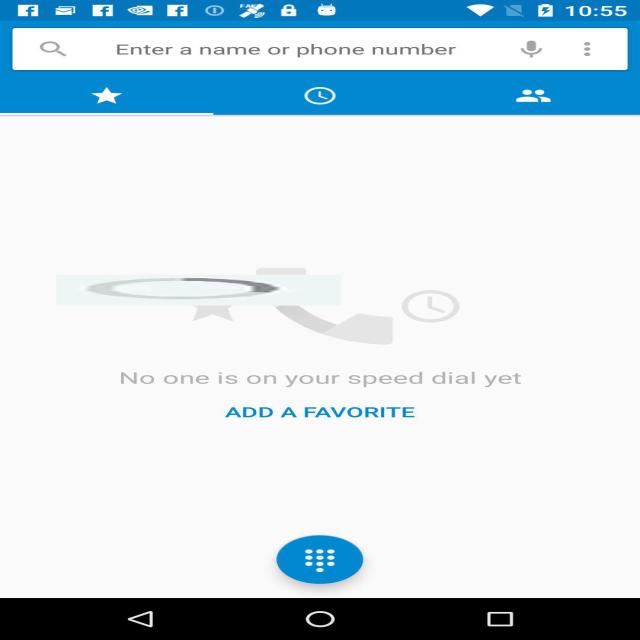 10:55
Enter a name or phone number
No one is on your speed dial yet
ADD A FAVORITE